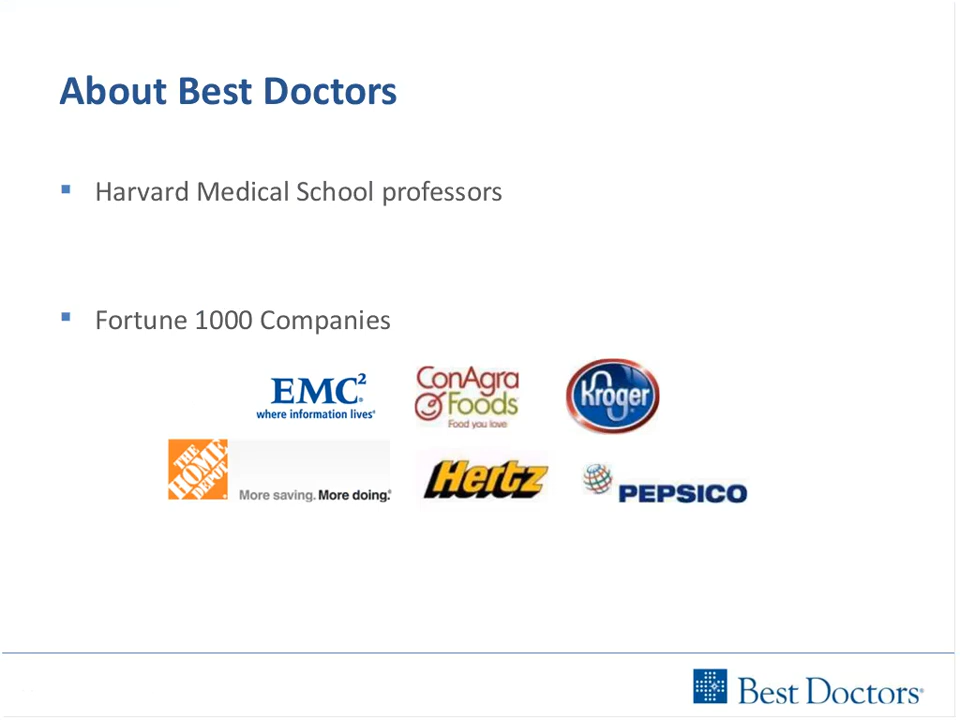 About Best Doctors
▪ Harvard Medical School professors
▪ Fortune 1000 Companies
EMC²
where information lives®
ConAgra
Foods
Food you love
Kroger
THE
HOME
DEPOT
More saving. More doing.®
Hertz
PEPSICO
Best Doctors®